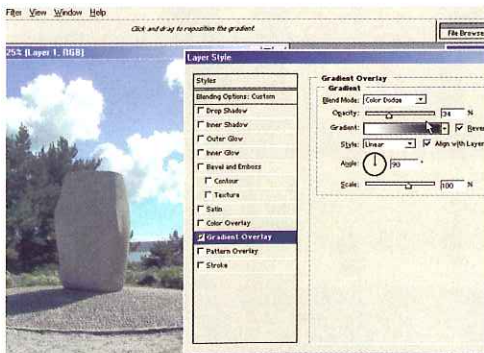 Filter View Window Help
Click and drag to reposition the gradient.
File Browse
25% (Layer 1, RGB)
Layer Style
Styles
Blending Options: Custom
Drop Shadow
Inner Shadow
Outer Glow
Inner Glow
Bevel and Emboss
Contour
Texture
Satin
Color Overlay
Gradient Overlay
Pattern Overlay
Stroke
Gradient Overlay
Gradient
Blend Mode: Color Dodge
Opacity: 34 %
Gradient: Rever
Style: Linear Align with Layer
Angle: 90 °
Scale: 100 %